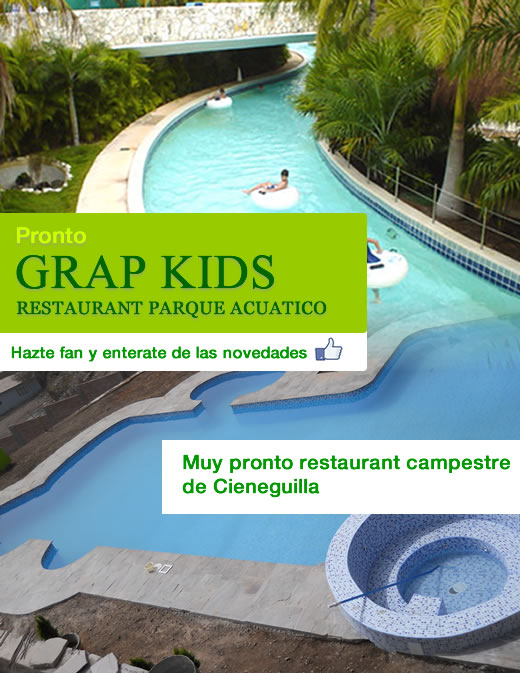 Pronto
GRAP KIDS
RESTAURANT PARQUE ACUATICO
Hazte fan y enterate de las novedades
Muy pronto restaurant campestre
de Cieneguilla